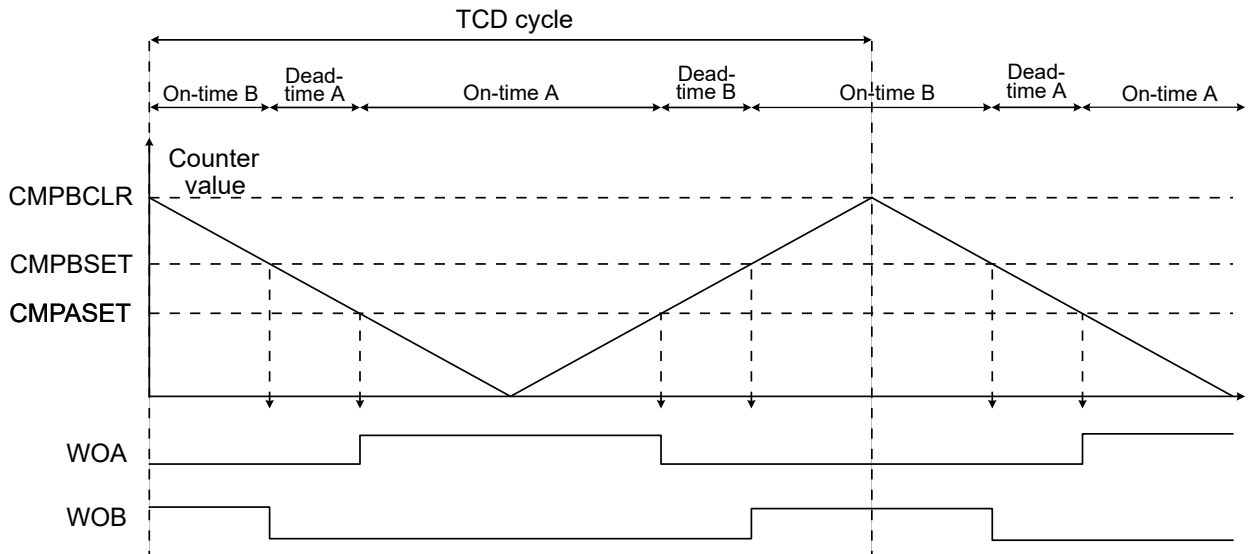 TCD cycle
On-time B
Dead-
time A
On-time A
Dead-
time B
On-time B
Dead-
time A
On-time A
Counter
value
CMPBCLR
CMPBSET
CMPASET
WOA
WOB